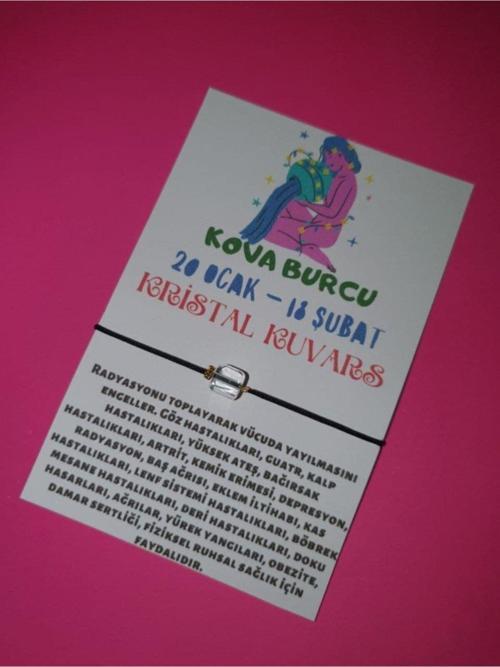 KOVA BURCU
20 OCAK – 18 ŞUBAT
KRİSTAL KUVARS
RADYASYONU TOPLAYARAK VÜCUDA YAYILMASINI
ENGELLER. GÖZ HASTALIKLARI, GUATR, KALP
HASTALIKLARI, YÜKSEK ATEŞ, BAĞIRSAK
HASTALIKLARI, ARTRİT, KEMİK ERİMESİ, DEPRESYON,
RADYASYON, BAŞ AĞRISI, EKLEM İLTİHABI, KAS
HASTALIKLARI, LENF SİSTEMİ HASTALIKLARI, BÖBREK
MESANE HASTALIKLARI, DERİ HASTALIKLARI, DOKU
HASARLARI, AĞRILAR, YÜREK YANGILARI, OBEZİTE,
DAMAR SERTLİĞİ, FİZİKSEL RUHSAL SAĞLIK İÇİN
FAYDALIDIR.